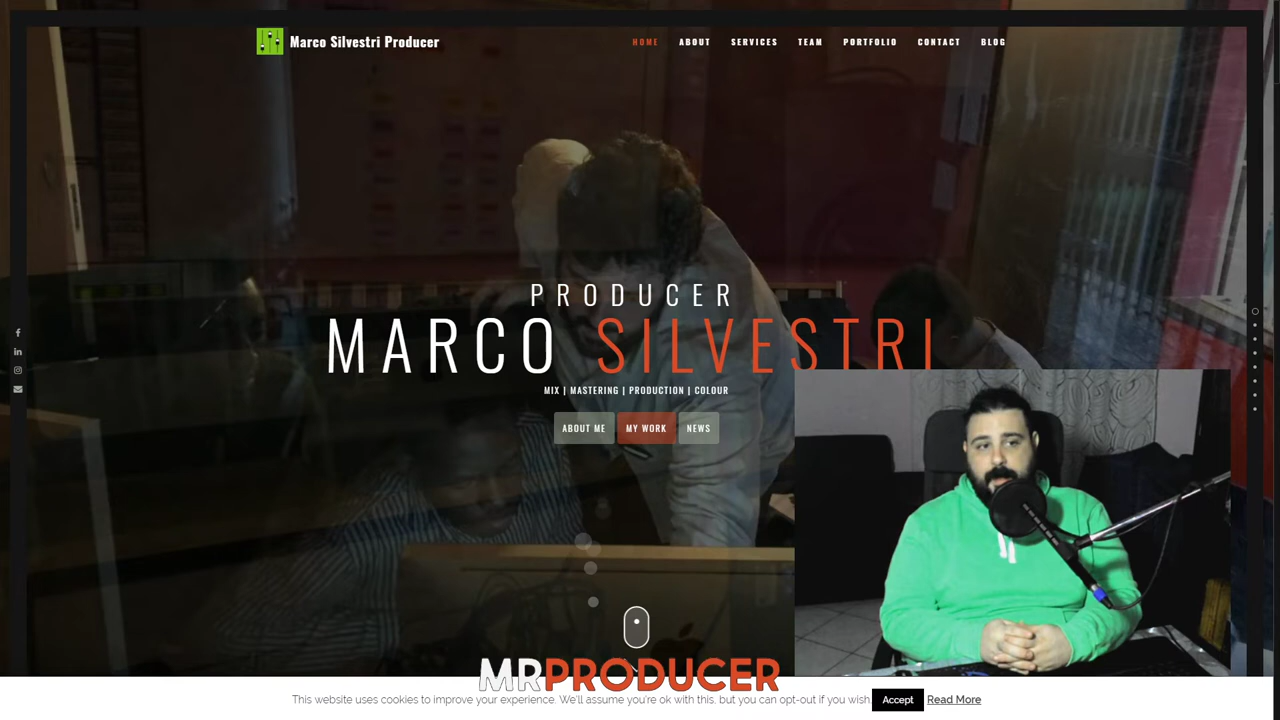 Marco Silvestri Producer
HOME ABOUT SERVICES TEAM PORTFOLIO CONTACT BLOG
PRODUCER
MARCO SILVESTRI
MIX | MASTERING | PRODUCTION | COLOUR
ABOUT ME MY WORK NEWS
MRPRODUCER
This website uses cookies to improve your experience. We'll assume you're ok with this, but you can opt-out if you wish. Accept Read More